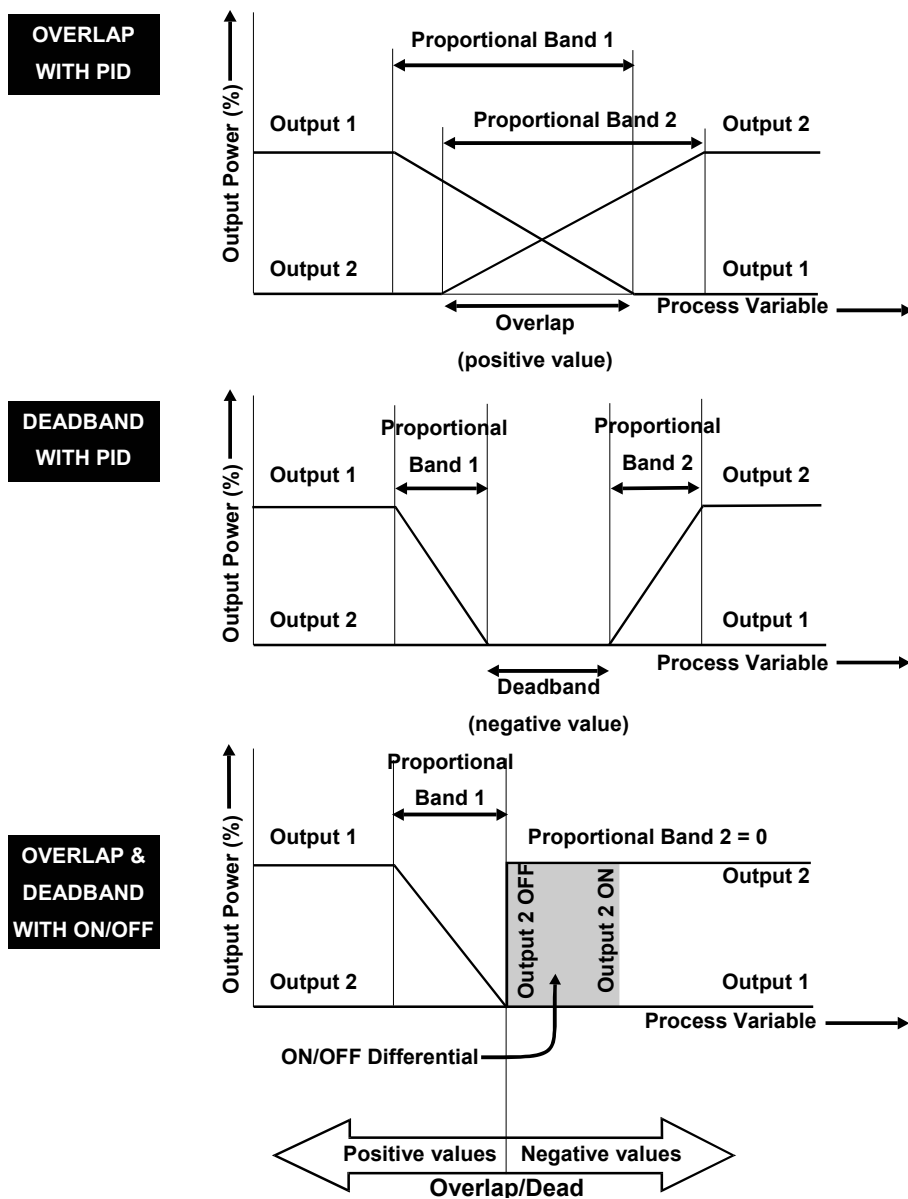 OVERLAP
WITH PID
Output Power (%)
Proportional Band 1
Output 1
Proportional Band 2
Output 2
Output 2
Output 1
Process Variable
Overlap
(positive value)
DEADBAND
WITH PID
Output Power (%)
Proportional
Band 1
Proportional
Band 2
Output 1
Output 2
Output 2
Output 1
Process Variable
Deadband
(negative value)
OVERLAP &
DEADBAND
WITH ON/OFF
Output Power (%)
Proportional
Band 1
Output 1
Proportional Band 2 = 0
Output 2 OFF
Output 2 ON
Output 2
Output 2
Output 1
Process Variable
ON/OFF Differential
Positive values
Negative values
Overlap/Dead